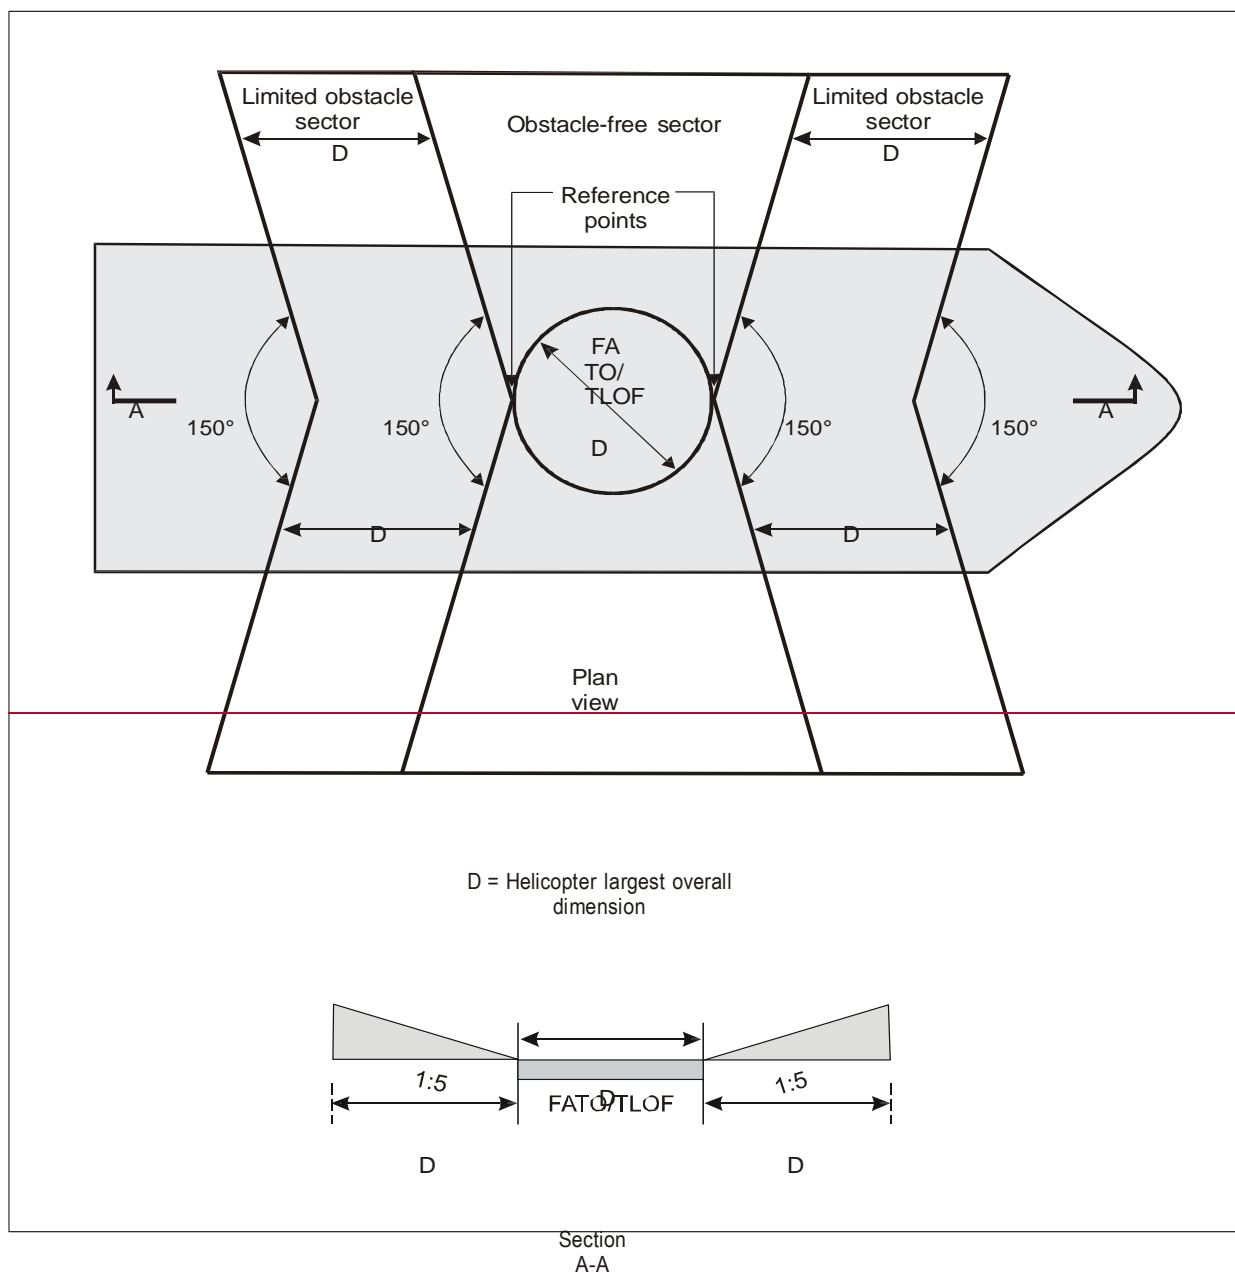 Limited obstacle
sector
D
Obstacle-free sector
Limited obstacle
sector
D
Reference
points
FA
TO/
TLOF
D
A
150°
150°
150°
150°
A
D
D
Plan
view
D = Helicopter largest overall
dimension
1:5
D
FATO/TLOF
1:5
D
D
Section
A-A